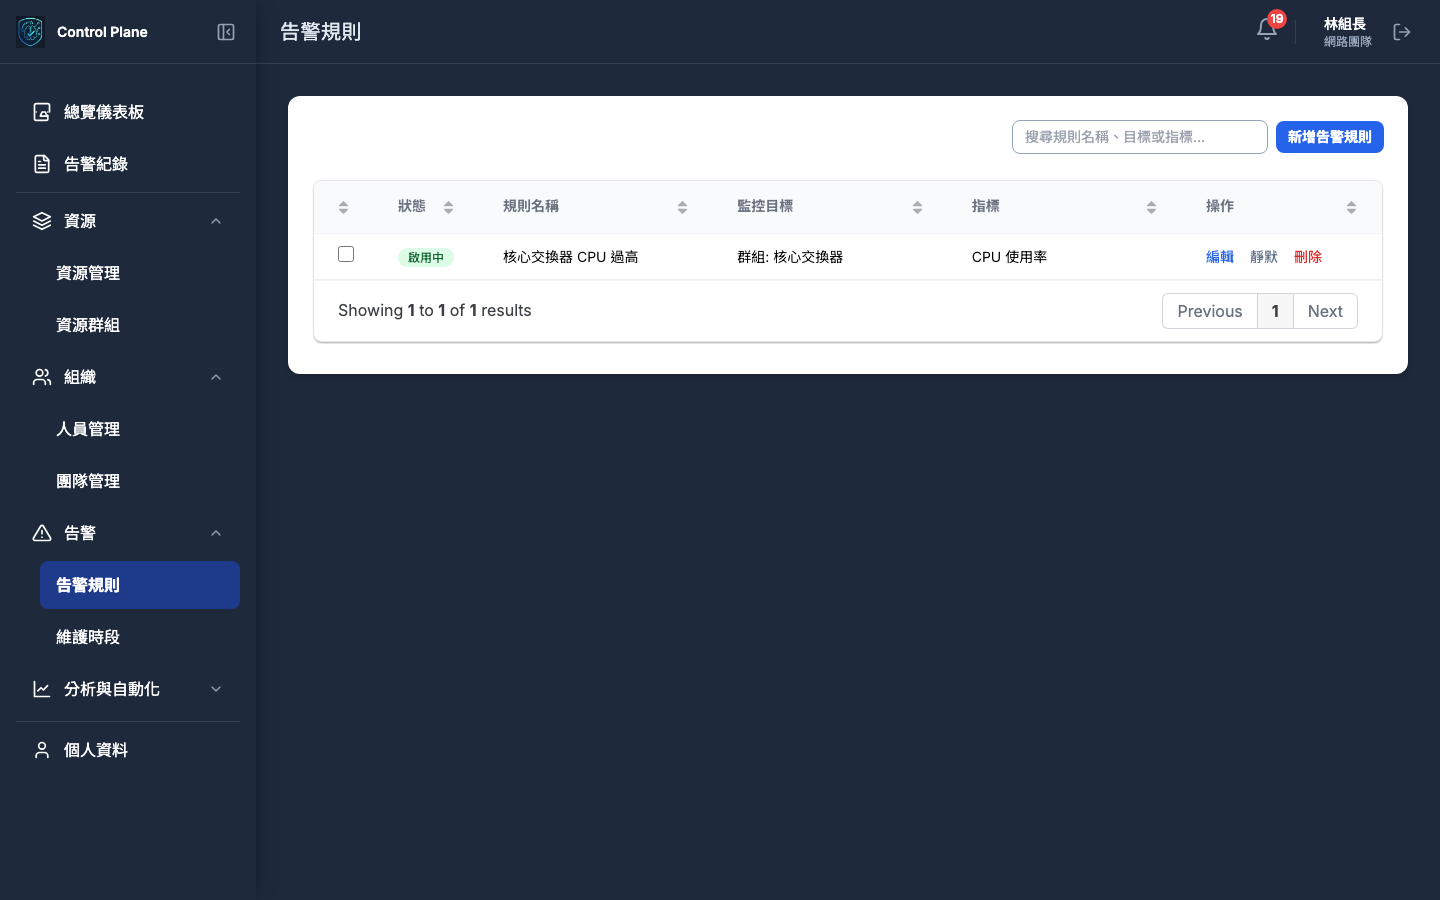 Control Plane
告警規則
19
林組長
網路團隊
總覽儀表板
告警紀錄
資源
資源管理
資源群組
組織
人員管理
團隊管理
告警
告警規則
維護時段
分析與自動化
個人資料
搜尋規則名稱、目標或指標...
新增告警規則
狀態 規則名稱 監控目標 指標 操作
啟用中 核心交換器 CPU 過高 群組: 核心交換器 CPU 使用率 編輯 靜默 刪除
Showing 1 to 1 of 1 results
Previous 1 Next